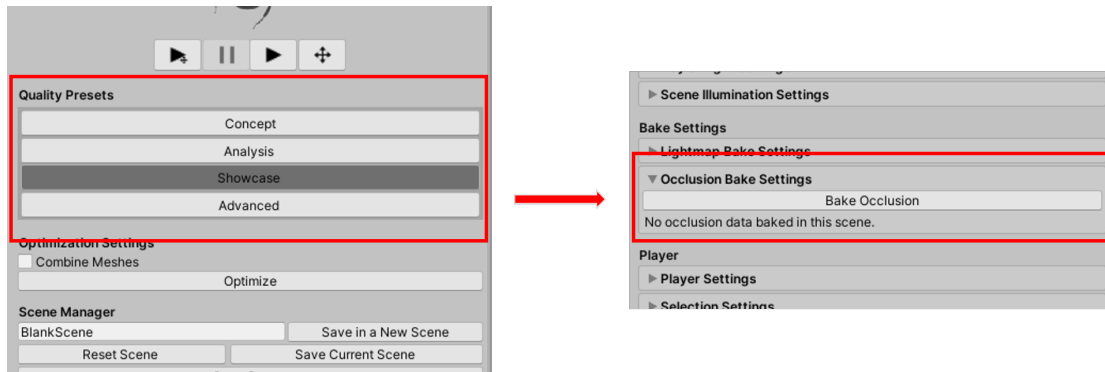 Quality Presets
Concept
Analysis
Showcase
Advanced
Optimization Settings
Combine Meshes
Optimize
Scene Manager
BlankScene
Save in a New Scene
Reset Scene
Save Current Scene
Scene Illumination Settings
Bake Settings
Lightmap Bake Settings
Occlusion Bake Settings
Bake Occlusion
No occlusion data baked in this scene.
Player
Player Settings
Selection Settings